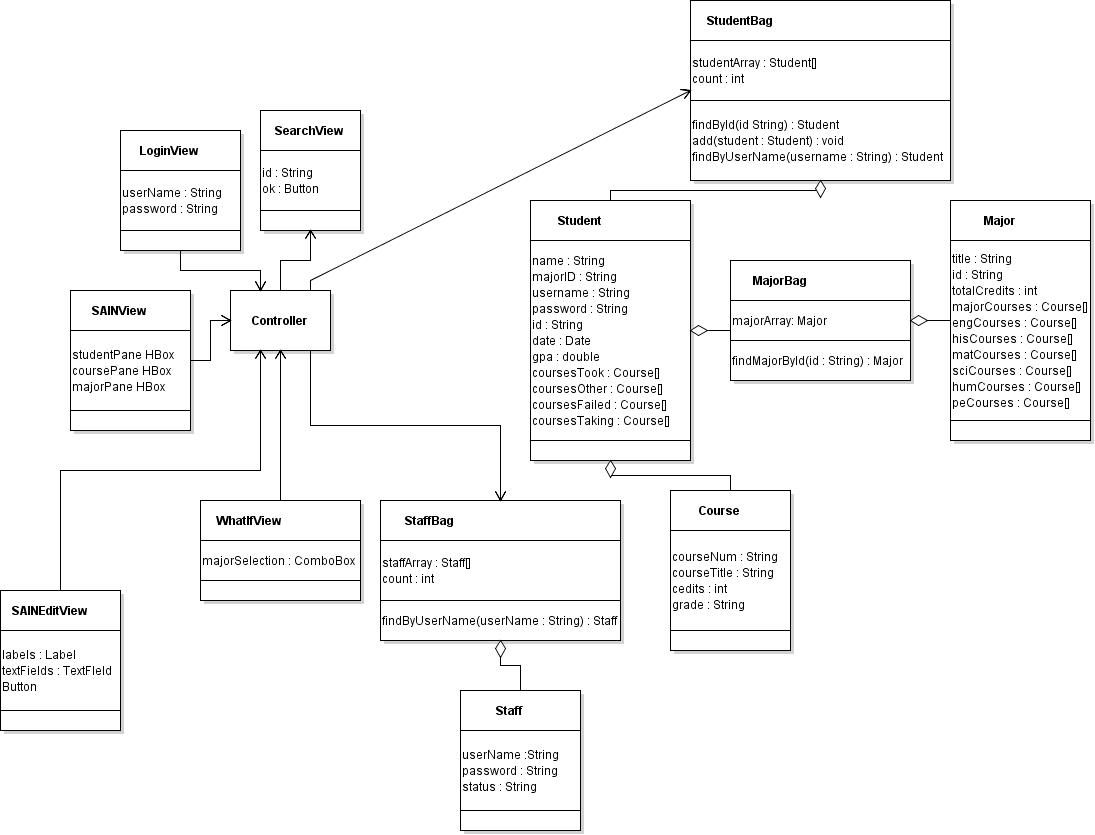 StudentBag
studentArray : Student[]
count : int
findById(id String) : Student
add(student : Student) : void
findByUserName(username : String) : Student
SearchView
id : String
ok : Button
LoginView
userName : String
password : String
Student
name : String
majorID : String
username : String
password : String
id : String
date : Date
gpa : double
coursesTook : Course[]
coursesOther : Course[]
coursesFailed : Course[]
coursesTaking : Course[]
MajorBag
majorArray: Major
findMajorById(id : String) : Major
Major
title : String
id : String
totalCredits : int
majorCourses : Course[]
engCourses : Course[]
hisCourses : Course[]
matCourses : Course[]
sciCourses : Course[]
humCourses : Course[]
peCourses : Course[]
SAINView
studentPane HBox
coursePane HBox
majorPane HBox
Controller
WhatIfView
majorSelection : ComboBox
StaffBag
staffArray : Staff[]
count : int
findByUserName(userName : String) : Staff
Course
courseNum : String
courseTitle : String
cedits : int
grade : String
SAINEditView
labels : Label
textFields : TextFIeld
Button
Staff
userName :String
password : String
status : String